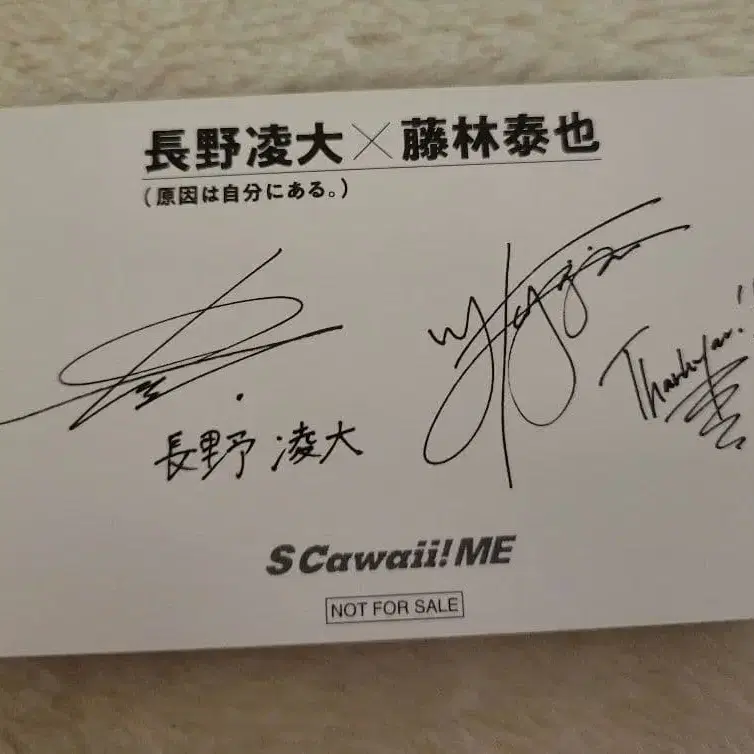 長野凌大×藤林泰也
(原因は自分にある。)
長野 凌大
Thank you!!
S Cawaii! ME
NOT FOR SALE